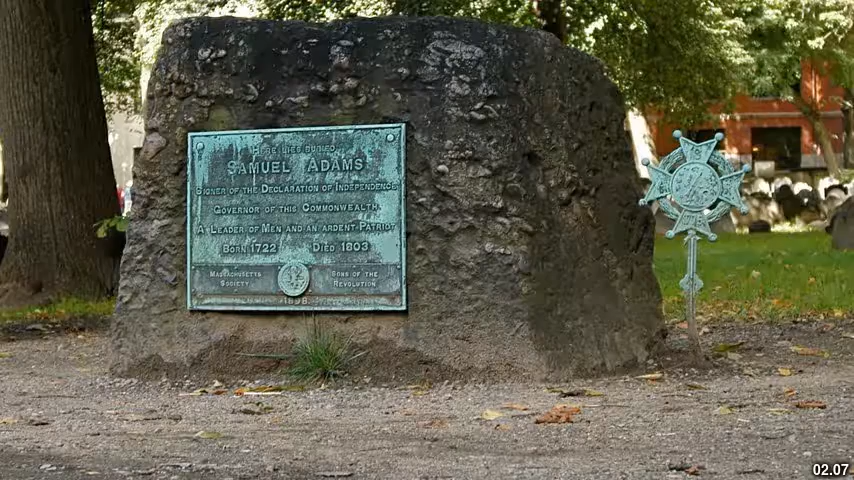 Here lies buried
Samuel Adams
Signer of the Declaration of Independence
Governor of this Commonwealth
A Leader of Men and an ardent Patriot
Born 1722 Died 1803
Massachusetts Society
Sons of the Revolution
1898
02.07